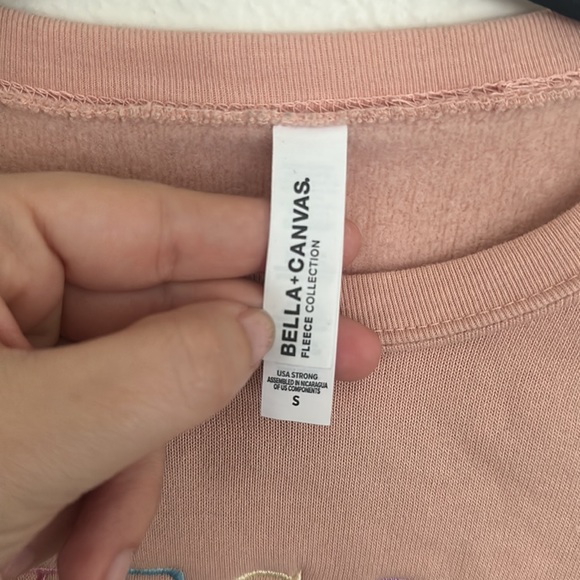 BELLA+CANVAS.
FLEECE COLLECTION
USA STRONG
ASSEMBLED IN NICARAGUA
OF US COMPONENTS
S